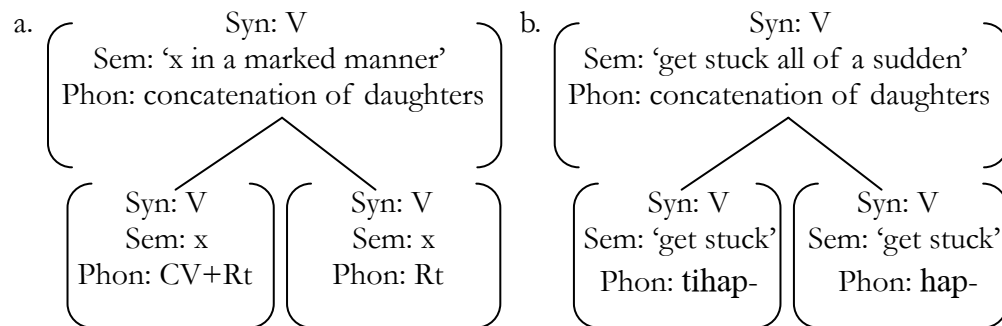 a. Syn: V
Sem: ‘x in a marked manner’
Phon: concatenation of daughters
Syn: V
Sem: x
Phon: CV+Rt
Syn: V
Sem: x
Phon: Rt
b. Syn: V
Sem: ‘get stuck all of a sudden’
Phon: concatenation of daughters
Syn: V
Sem: ‘get stuck’
Phon: tihap-
Syn: V
Sem: ‘get stuck’
Phon: hap-